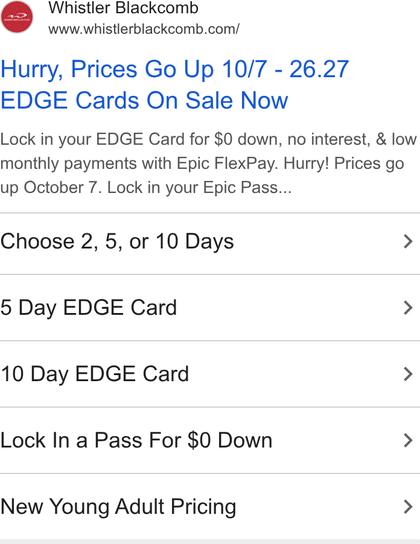 Whistler Blackcomb
www.whistlerblackcomb.com/
Hurry, Prices Go Up 10/7 - 26.27
EDGE Cards On Sale Now
Lock in your EDGE Card for $0 down, no interest, & low
monthly payments with Epic FlexPay. Hurry! Prices go
up October 7. Lock in your Epic Pass...
Choose 2, 5, or 10 Days
5 Day EDGE Card
10 Day EDGE Card
Lock In a Pass For $0 Down
New Young Adult Pricing